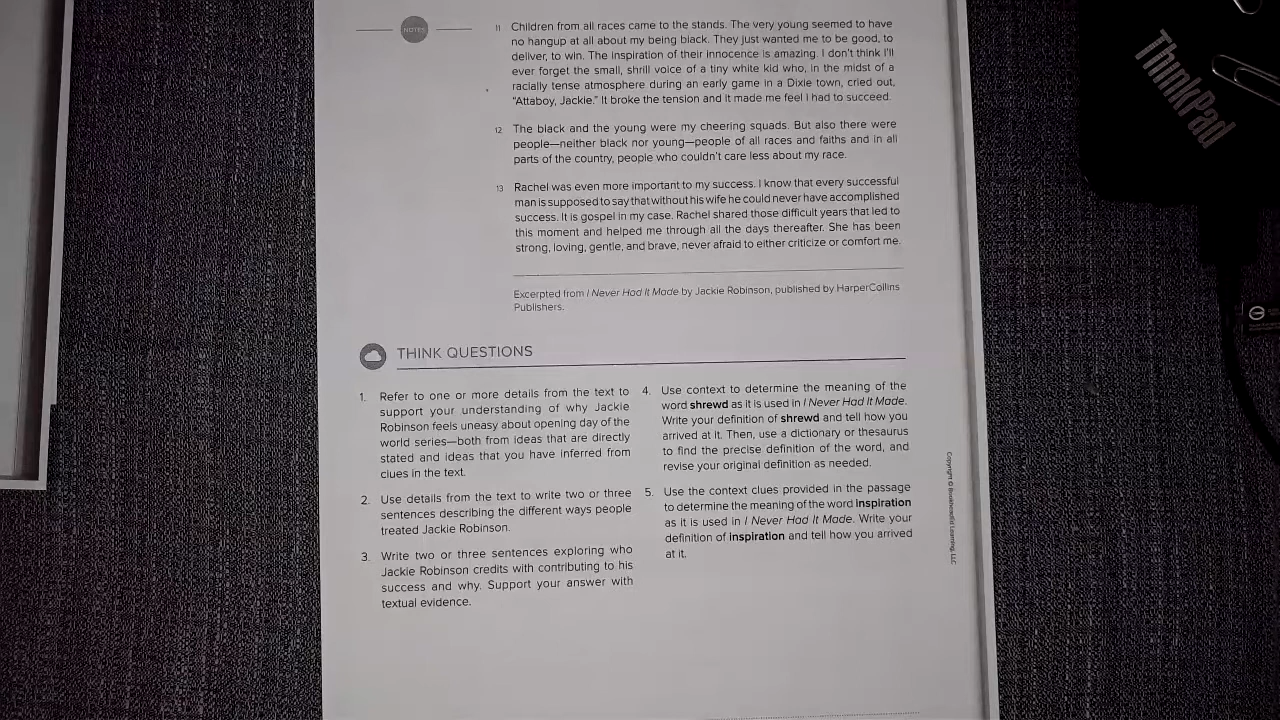 NOTES
11 Children from all races came to the stands. The very young seemed to have
no hangup at all about my being black. They just wanted me to be good, to
deliver, to win. The inspiration of their innocence is amazing. I don't think I'll
ever forget the small, shrill voice of a tiny white kid who, in the midst of a
racially tense atmosphere during an early game in a Dixie town, cried out,
"Attaboy, Jackie." It broke the tension and it made me feel I had to succeed.
12 The black and the young were my cheering squads. But also there were
people—neither black nor young—people of all races and faiths and in all
parts of the country, people who couldn't care less about my race.
13 Rachel was even more important to my success. I know that every successful
man is supposed to say that without his wife he could never have accomplished
success. It is gospel in my case. Rachel shared those difficult years that led to
this moment and helped me through all the days thereafter. She has been
strong, loving, gentle, and brave, never afraid to either criticize or comfort me.
Excerpted from I Never Had It Made by Jackie Robinson, published by HarperCollins
Publishers.
THINK QUESTIONS
1. Refer to one or more details from the text to
support your understanding of why Jackie
Robinson feels uneasy about opening day of the
world series—both from ideas that are directly
stated and ideas that you have inferred from
clues in the text.
2. Use details from the text to write two or three
sentences describing the different ways people
treated Jackie Robinson.
3. Write two or three sentences exploring who
Jackie Robinson credits with contributing to his
success and why. Support your answer with
textual evidence.
4. Use context to determine the meaning of the
word shrewd as it is used in I Never Had It Made.
Write your definition of shrewd and tell how you
arrived at it. Then, use a dictionary or thesaurus
to find the precise definition of the word, and
revise your original definition as needed.
5. Use the context clues provided in the passage
to determine the meaning of the word inspiration
as it is used in I Never Had It Made. Write your
definition of inspiration and tell how you arrived
at it.
Copyright © BookheadEd Learning, LLC
ThinkPad